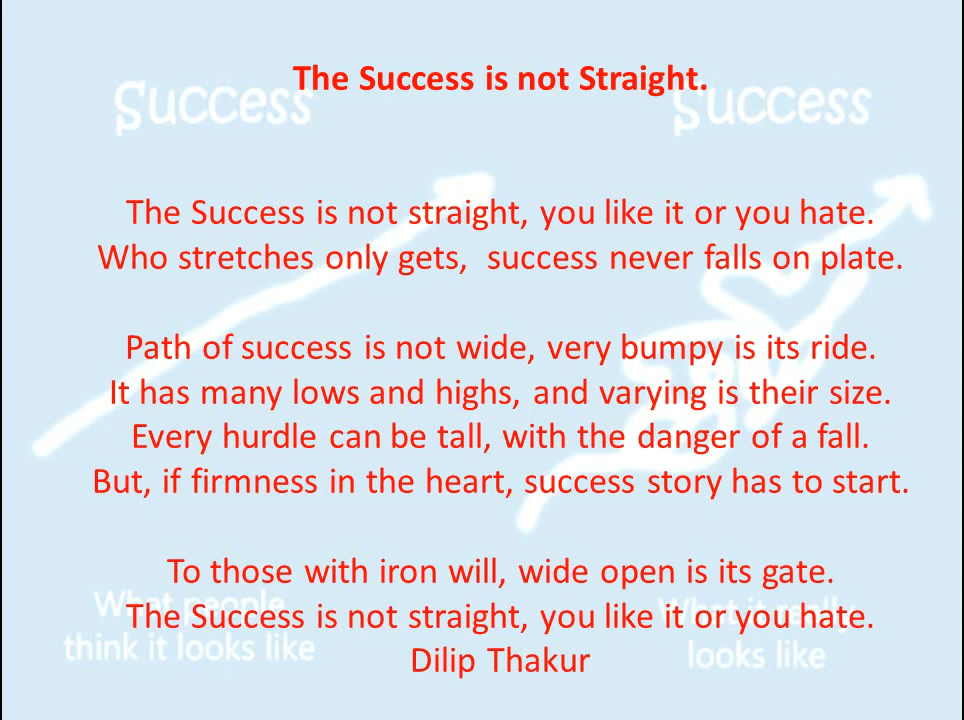 The Success is not Straight.
Success
Success
The Success is not straight, you like it or you hate.
Who stretches only gets,  success never falls on plate.
Path of success is not wide, very bumpy is its ride.
It has many lows and highs, and varying is their size.
Every hurdle can be tall, with the danger of a fall.
But, if firmness in the heart, success story has to start.
To those with iron will, wide open is its gate.
The Success is not straight, you like it or you hate.
Dilip Thakur
What people
think it looks like
What it really
looks like